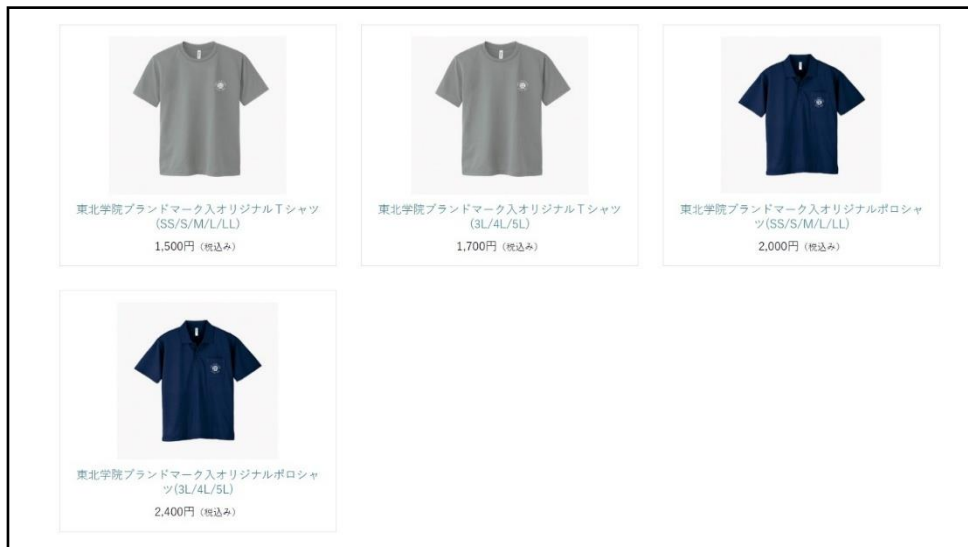 東北学院ブランドマーク入オリジナルTシャツ
(SS/S/M/L/LL)
1,500円（税込み）
東北学院ブランドマーク入オリジナルTシャツ
(3L/4L/5L)
1,700円（税込み）
東北学院ブランドマーク入オリジナルポロシャ
ツ(SS/S/M/L/LL)
2,000円（税込み）
東北学院ブランドマーク入オリジナルポロシャ
ツ(3L/4L/5L)
2,400円（税込み）